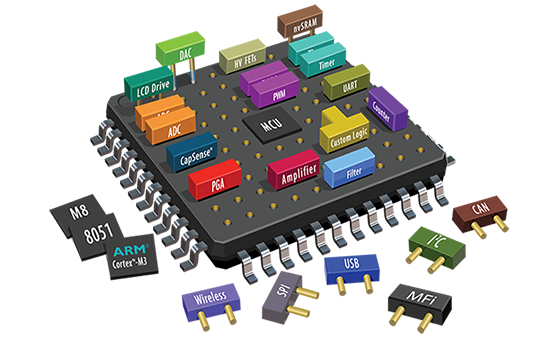 nvSRAM
DAC
HV FETs
Timer
LCD Drive
PWM
UART
ADC
Counter
MCU
Custom Logic
CapSense®
PGA
Amplifier
Filter
M8
8051
ARM®
Cortex™-M3
CAN
I²C
USB
SPI
Wireless
MFi